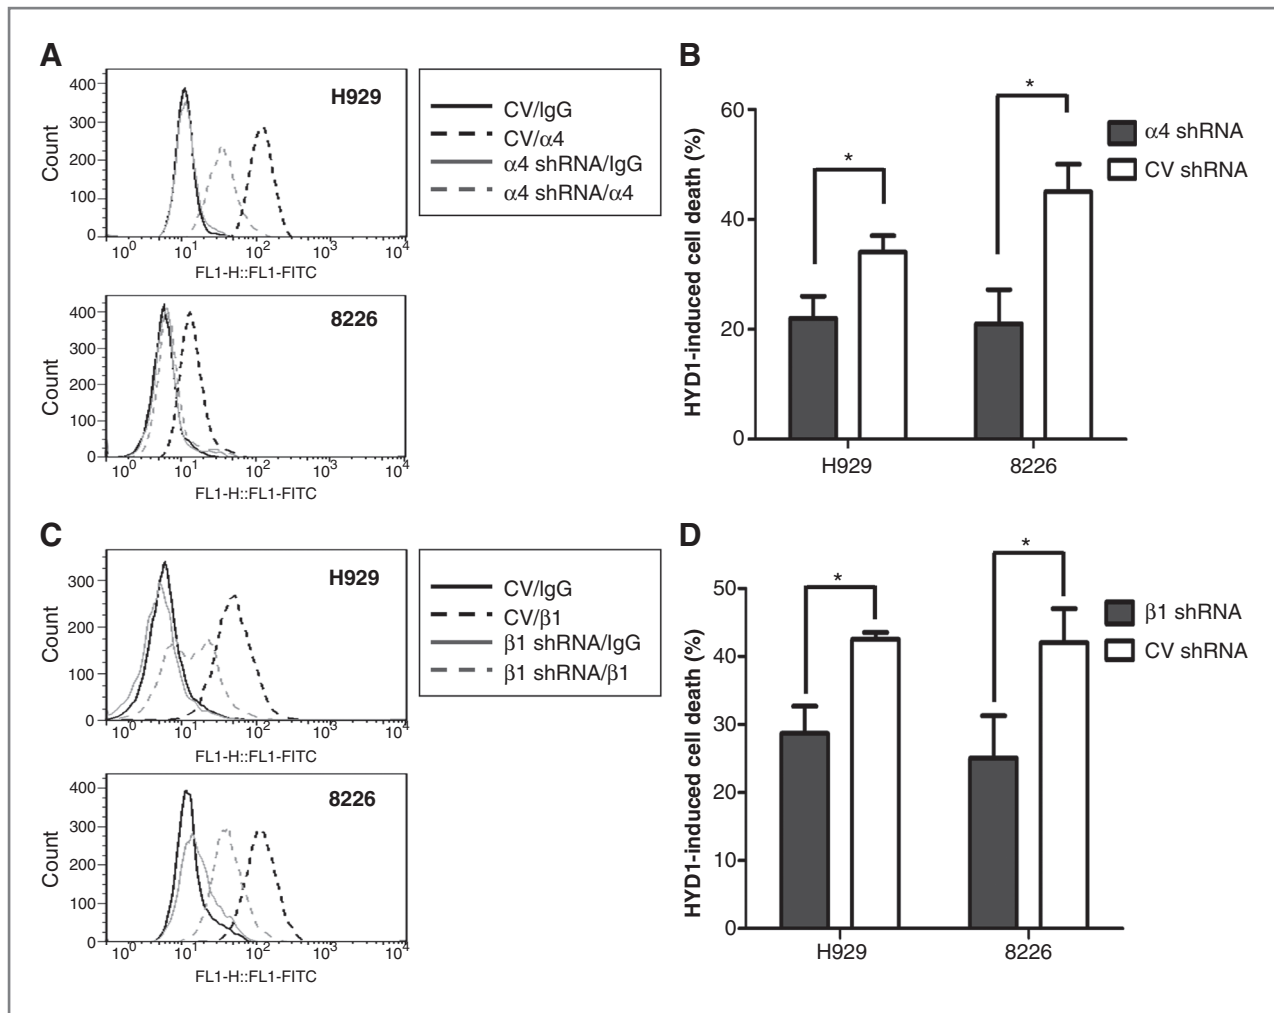 A
400
300
200
100
0
Count
H929
10^0 10^1 10^2 10^3 10^4
FL1-H::FL1-FITC
CV/IgG
CV/α4
α4 shRNA/IgG
α4 shRNA/α4
400
300
200
100
0
Count
8226
10^0 10^1 10^2 10^3 10^4
FL1-H::FL1-FITC
B
HYD1-induced cell death (%)
60
40
20
0
*
*
H929 8226
α4 shRNA
CV shRNA
C
300
200
100
0
Count
H929
10^0 10^1 10^2 10^3 10^4
FL1-H::FL1-FITC
CV/IgG
CV/β1
β1 shRNA/IgG
β1 shRNA/β1
400
300
200
100
0
Count
8226
10^0 10^1 10^2 10^3 10^4
FL1-H::FL1-FITC
D
HYD1-induced cell death (%)
50
40
30
20
10
0
*
*
H929 8226
β1 shRNA
CV shRNA